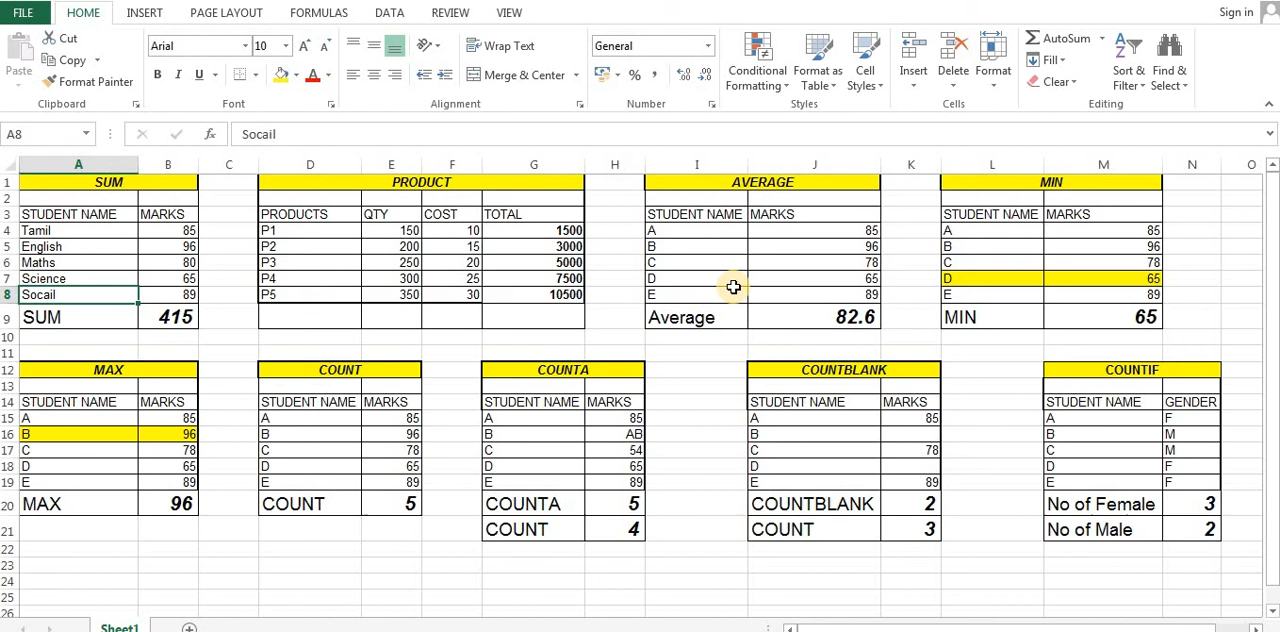 FILE HOME INSERT PAGE LAYOUT FORMULAS DATA REVIEW VIEW Sign in
Paste Cut Copy Format Painter Clipboard
Arial 10 A A B I U A Font
Wrap Text Merge & Center Alignment
General % , Number
Conditional Formatting Format as Table Cell Styles Styles
Insert Delete Format Cells
AutoSum Fill Clear Sort & Filter Find & Select Editing
A8 fx Socail
A B C D E F G H I J K L M N O
1 SUM PRODUCT AVERAGE MIN
2
3 STUDENT NAME MARKS PRODUCTS QTY COST TOTAL STUDENT NAME MARKS STUDENT NAME MARKS
4 Tamil 85 P1 150 10 1500 A 85 A 85
5 English 96 P2 200 15 3000 B 96 B 96
6 Maths 80 P3 250 20 5000 C 78 C 78
7 Science 65 P4 300 25 7500 D 65 D 65
8 Socail 89 P5 350 30 10500 E 89 E 89
9 SUM 415 Average 82.6 MIN 65
10
11
12 MAX COUNT COUNTA COUNTBLANK COUNTIF
13
14 STUDENT NAME MARKS STUDENT NAME MARKS STUDENT NAME MARKS STUDENT NAME MARKS STUDENT NAME GENDER
15 A 85 A 85 A 85 A 85 A F
16 B 96 B 96 B AB B B M
17 C 78 C 78 C 54 C 78 C M
18 D 65 D 65 D 65 D D F
19 E 89 E 89 E 89 E 89 E F
20 MAX 96 COUNT 5 COUNTA 5 COUNTBLANK 2 No of Female 3
21 COUNT 4 COUNT 3 No of Male 2
22
23
24
25
26
Sheet1